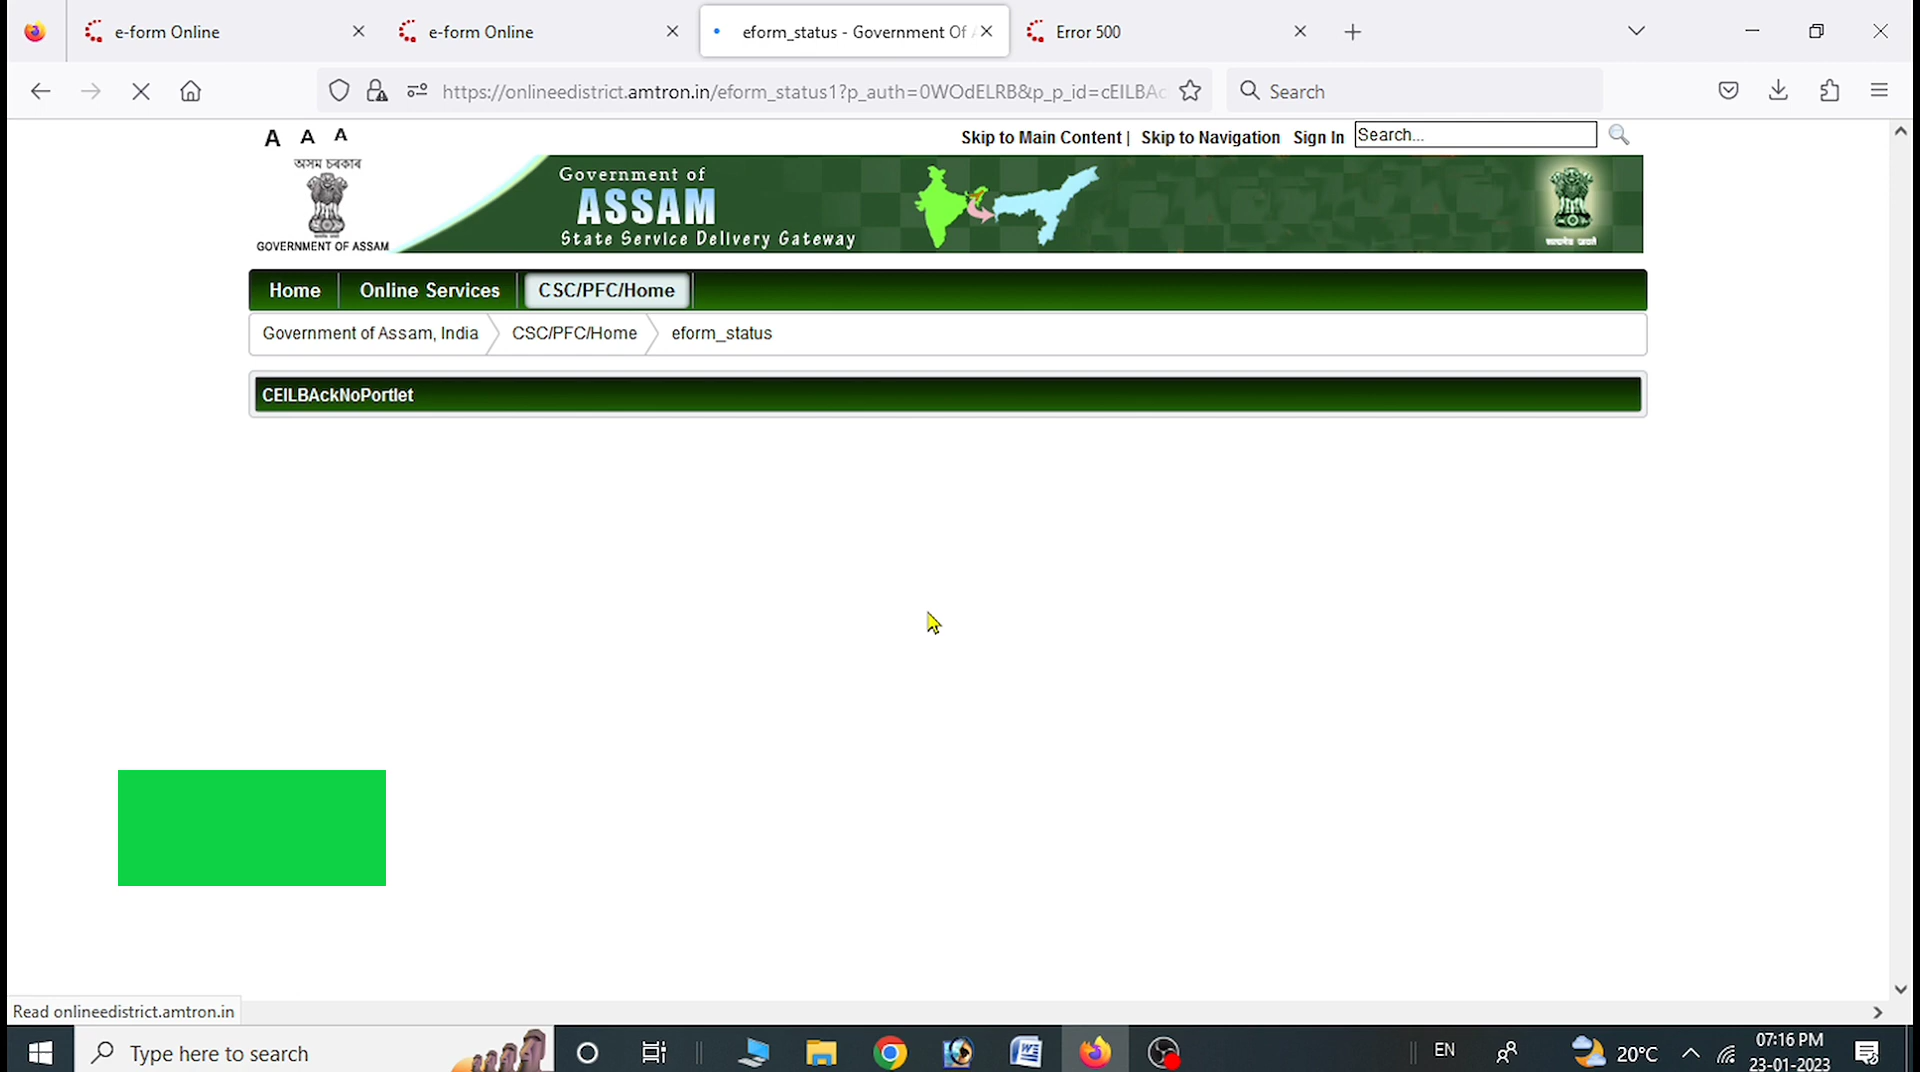 e-form Online
e-form Online
eform_status - Government Of
Error 500
https://onlineedistrict.amtron.in/eform_status1?p_auth=0WOdELRB&p_p_id=cEILBAc
Search
A A A
Skip to Main Content | Skip to Navigation Sign In Search...
অসম চৰকাৰ
GOVERNMENT OF ASSAM
Government of
ASSAM
State Service Delivery Gateway
सत्यमेव जयते
Home Online Services CSC/PFC/Home
Government of Assam, India CSC/PFC/Home eform_status
CEILBAckNoPortlet
Read onlineedistrict.amtron.in
Type here to search
EN
20°C
07:16 PM
23-01-2023